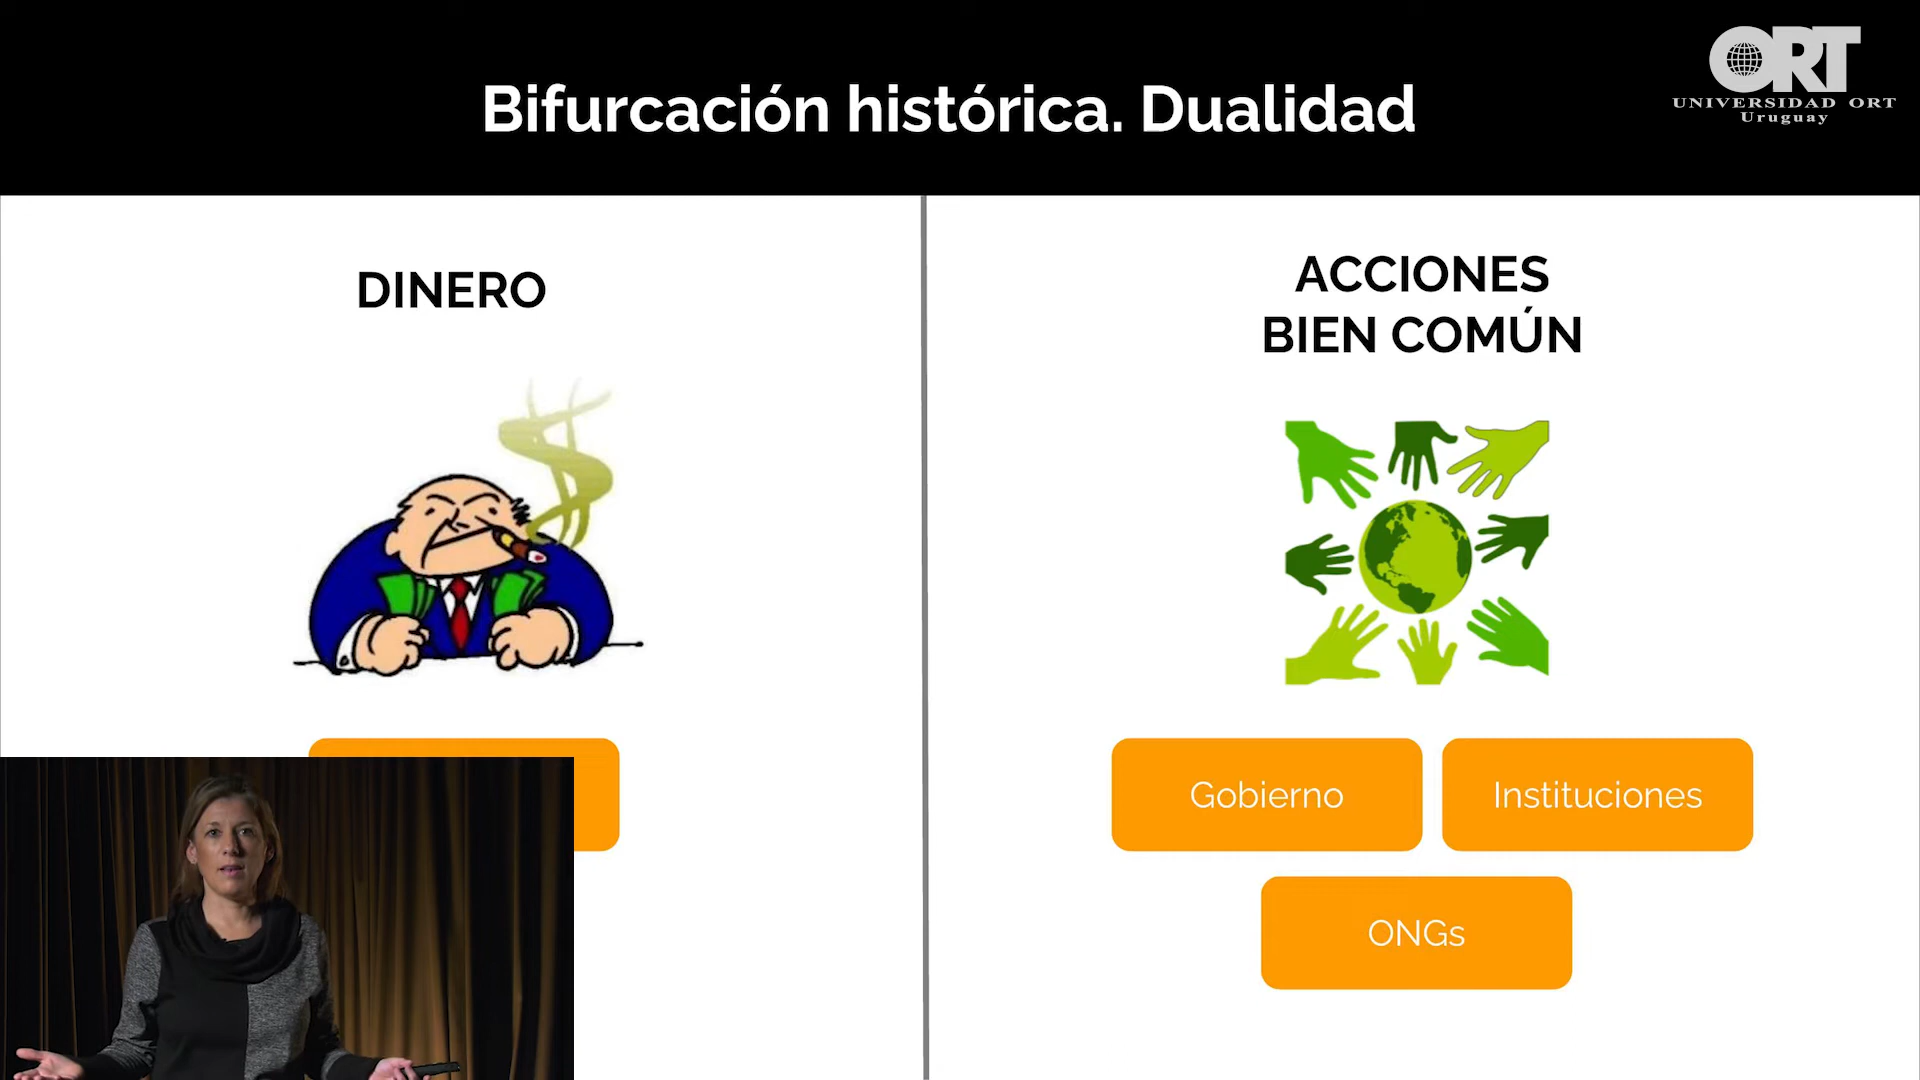 Bifurcación histórica. Dualidad
ORT
UNIVERSIDAD ORT
Uruguay
DINERO
ACCIONES
BIEN COMÚN
Gobierno
Instituciones
ONGs